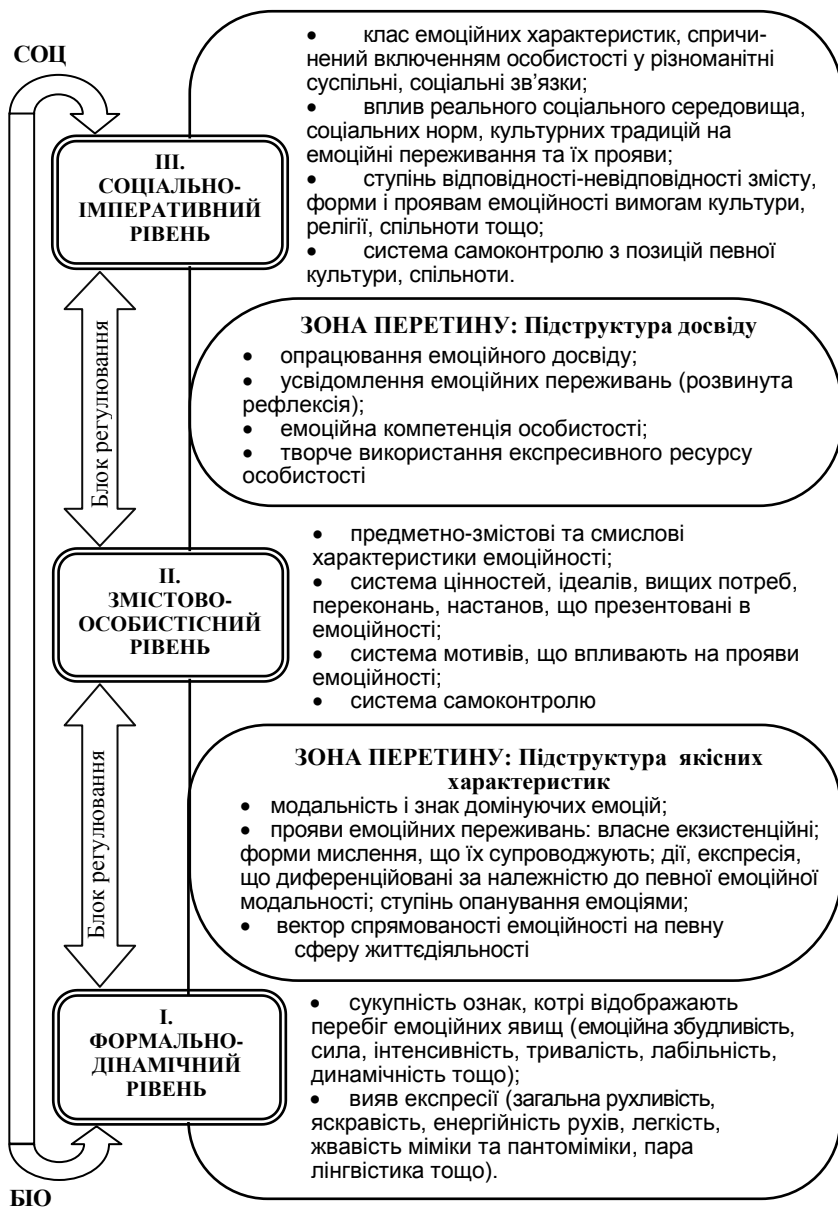 СОЦ
III.
СОЦІАЛЬНО-
ІМПЕРАТИВНИЙ
РІВЕНЬ
• клас емоційних характеристик, спричи-
нений включенням особистості у різноманітні
суспільні, соціальні зв’язки;
• вплив реального соціального середовища,
соціальних норм, культурних традицій на
емоційні переживання та їх прояви;
• ступінь відповідності-невідповідності змісту,
форми і проявам емоційності вимогам культури,
релігії, спільноти тощо;
• система самоконтролю з позицій певної
культури, спільноти.
Блок регулювання
ЗОНА ПЕРЕТИНУ: Підструктура досвіду
• опрацювання емоційного досвіду;
• усвідомлення емоційних переживань (розвинута
рефлексія);
• емоційна компетенція особистості;
• творче використання експресивного ресурсу
особистості
II.
ЗМІСТОВО-
ОСОБИСТІСНИЙ
РІВЕНЬ
• предметно-змістові та смислові
характеристики емоційності;
• система цінностей, ідеалів, вищих потреб,
переконань, настанов, що презентовані в
емоційності;
• система мотивів, що впливають на прояви
емоційності;
• система самоконтролю
Блок регулювання
ЗОНА ПЕРЕТИНУ: Підструктура якісних
характеристик
• модальність і знак домінуючих емоцій;
• прояви емоційних переживань: власне екзистенційні;
форми мислення, що їх супроводжують; дії, експресія,
що диференційовані за належністю до певної емоційної
модальності; ступінь опанування емоціями;
• вектор спрямованості емоційності на певну
сферу життєдіяльності
I.
ФОРМАЛЬНО-
ДІНАМІЧНИЙ
РІВЕНЬ
• сукупність ознак, котрі відображають
перебіг емоційних явищ (емоційна збудливість,
сила, інтенсивність, тривалість, лабільність,
динамічність тощо);
• вияв експресії (загальна рухливість,
яскравість, енергійність рухів, легкість,
жвавість міміки та пантоміміки, пара
лінгвістика тощо).
БІО